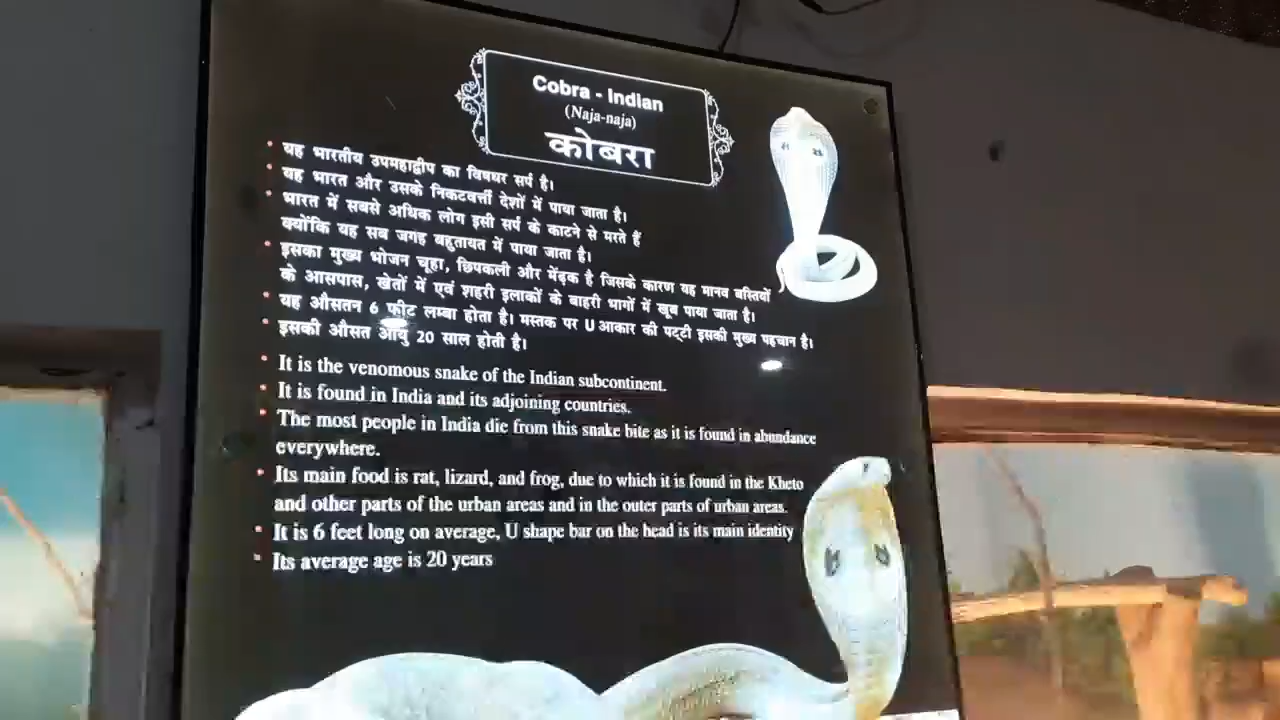 Cobra - Indian
(Naja-naja)
कोबरा
• यह भारतीय उपमहाद्वीप का विषधर सर्प है।
• यह भारत और उसके निकटवर्त्ती देशों में पाया जाता है।
• भारत में सबसे अधिक लोग इसी सर्प के काटने से मरते हैं
क्योंकि यह सब जगह बहुतायत में पाया जाता है।
• इसका मुख्य भोजन चूहा, छिपकली और मेंढ़क है जिसके कारण यह मानव बस्तियों
के आसपास, खेतों में एवं शहरी इलाकों के बाहरी भागों में खूब पाया जाता है।
• यह औसतन 6 फीट लम्बा होता है। मस्तक पर U आकार की पट्टी इसकी मुख्य पहचान है।
• इसकी औसत आयु 20 साल होती है।
• It is the venomous snake of the Indian subcontinent.
• It is found in India and its adjoining countries.
• The most people in India die from this snake bite as it is found in abundance
everywhere.
• Its main food is rat, lizard, and frog, due to which it is found in the Kheto
and other parts of the urban areas and in the outer parts of urban areas.
• It is 6 feet long on average, U shape bar on the head is its main identity
• Its average age is 20 years